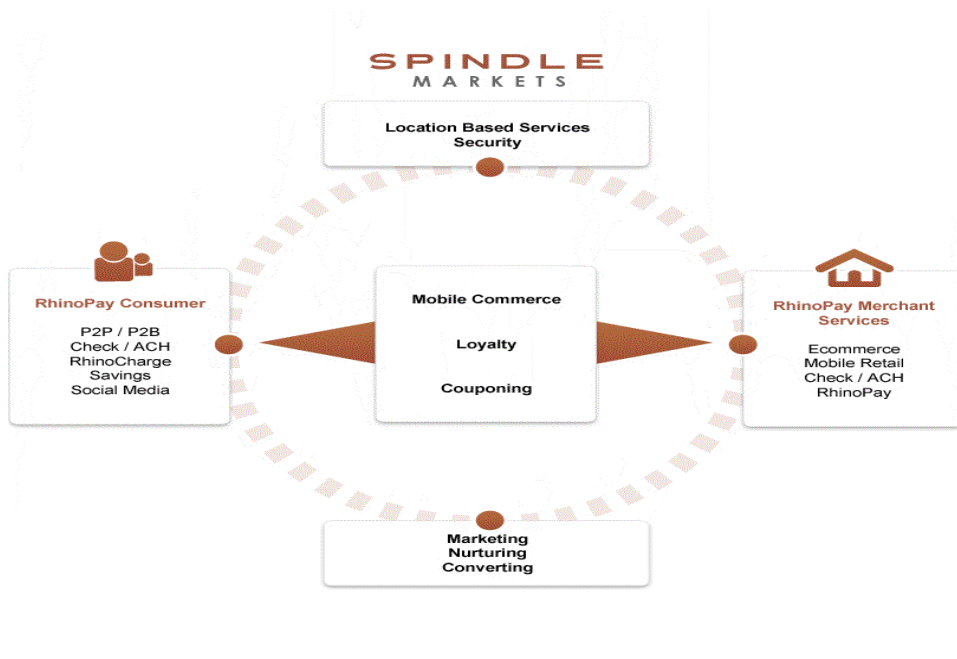 SPINDLE
MARKETS
Location Based Services
Security
RhinoPay Consumer
P2P / P2B
Check / ACH
RhinoCharge
Savings
Social Media
Mobile Commerce
Loyalty
Couponing
RhinoPay Merchant
Services
Ecommerce
Mobile Retail
Check / ACH
RhinoPay
Marketing
Nurturing
Converting